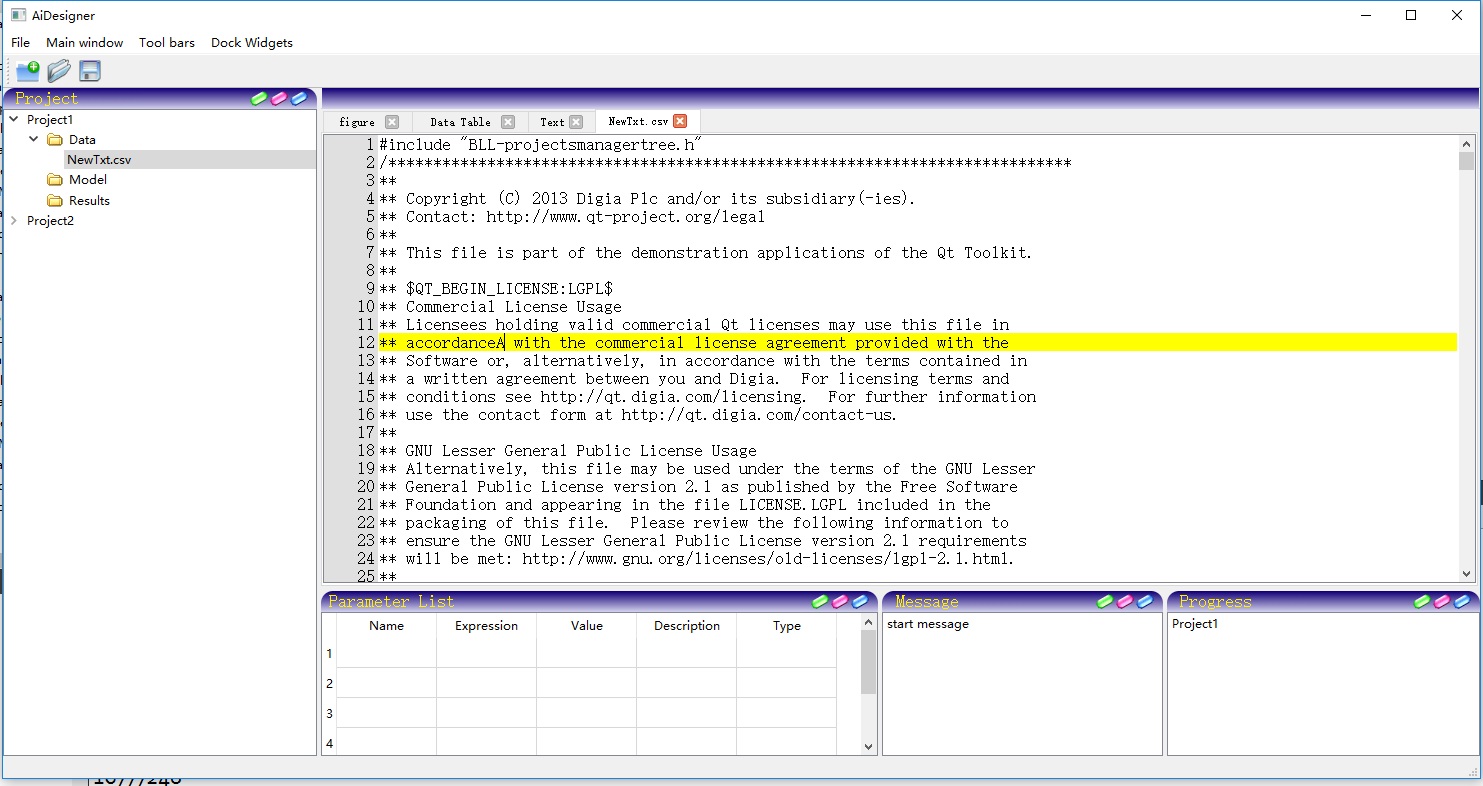 AiDesigner
File Main window Tool bars Dock Widgets
Project
Project1
Data
NewTxt.csv
Model
Results
Project2
figure Data Table Text NewTxt.csv
1 #include "BLL-projectsmanagertree.h"
2 /****************************************************************************
3 **
4 ** Copyright (C) 2013 Digia Plc and/or its subsidiary(-ies).
5 ** Contact: http://www.qt-project.org/legal
6 **
7 ** This file is part of the demonstration applications of the Qt Toolkit.
8 **
9 ** $QT_BEGIN_LICENSE:LGPL$
10 ** Commercial License Usage
11 ** Licensees holding valid commercial Qt licenses may use this file in
12 ** accordanceA with the commercial license agreement provided with the
13 ** Software or, alternatively, in accordance with the terms contained in
14 ** a written agreement between you and Digia.  For licensing terms and
15 ** conditions see http://qt.digia.com/licensing.  For further information
16 ** use the contact form at http://qt.digia.com/contact-us.
17 **
18 ** GNU Lesser General Public License Usage
19 ** Alternatively, this file may be used under the terms of the GNU Lesser
20 ** General Public License version 2.1 as published by the Free Software
21 ** Foundation and appearing in the file LICENSE.LGPL included in the
22 ** packaging of this file.  Please review the following information to
23 ** ensure the GNU Lesser General Public License version 2.1 requirements
24 ** will be met: http://www.gnu.org/licenses/old-licenses/lgpl-2.1.html.
25 **
Parameter List
Name Expression Value Description Type
1
2
3
4
Message
start message
Progress
Project1